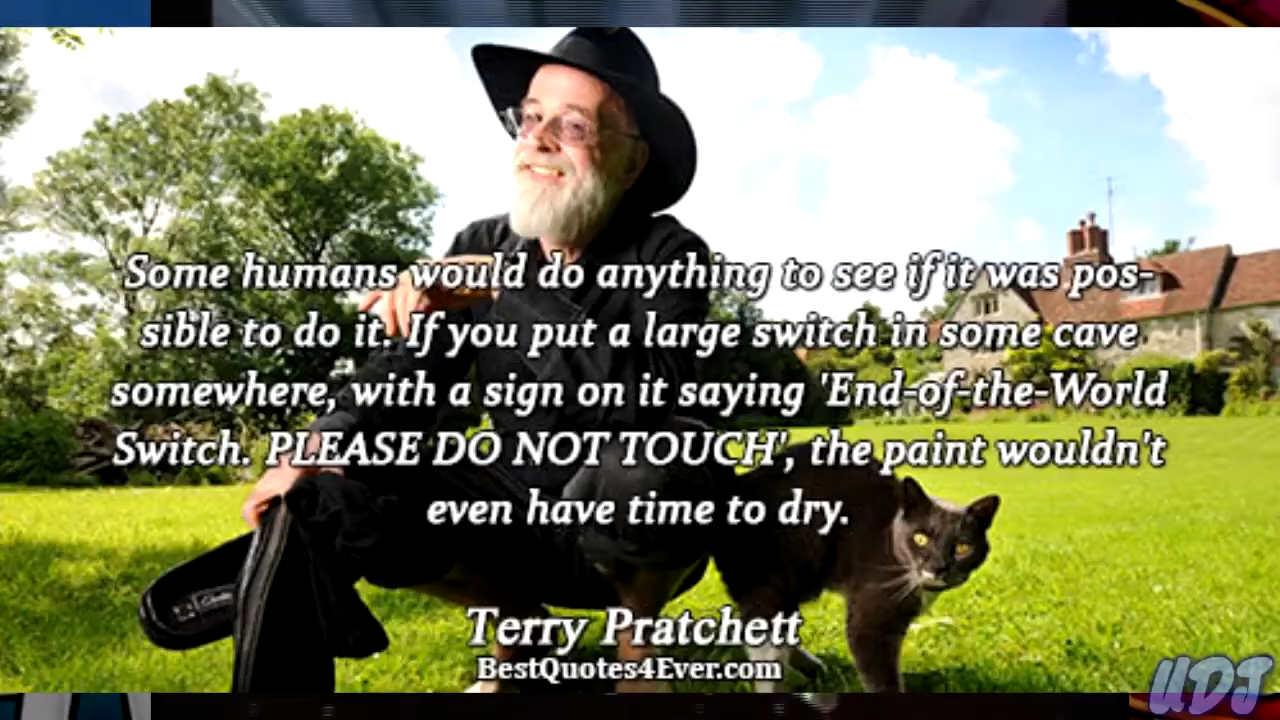 Some humans would do anything to see if it was pos-
sible to do it. If you put a large switch in some cave
somewhere, with a sign on it saying 'End-of-the-World
Switch. PLEASE DO NOT TOUCH', the paint wouldn't
even have time to dry.
Terry Pratchett
BestQuotes4Ever.com
UDJ